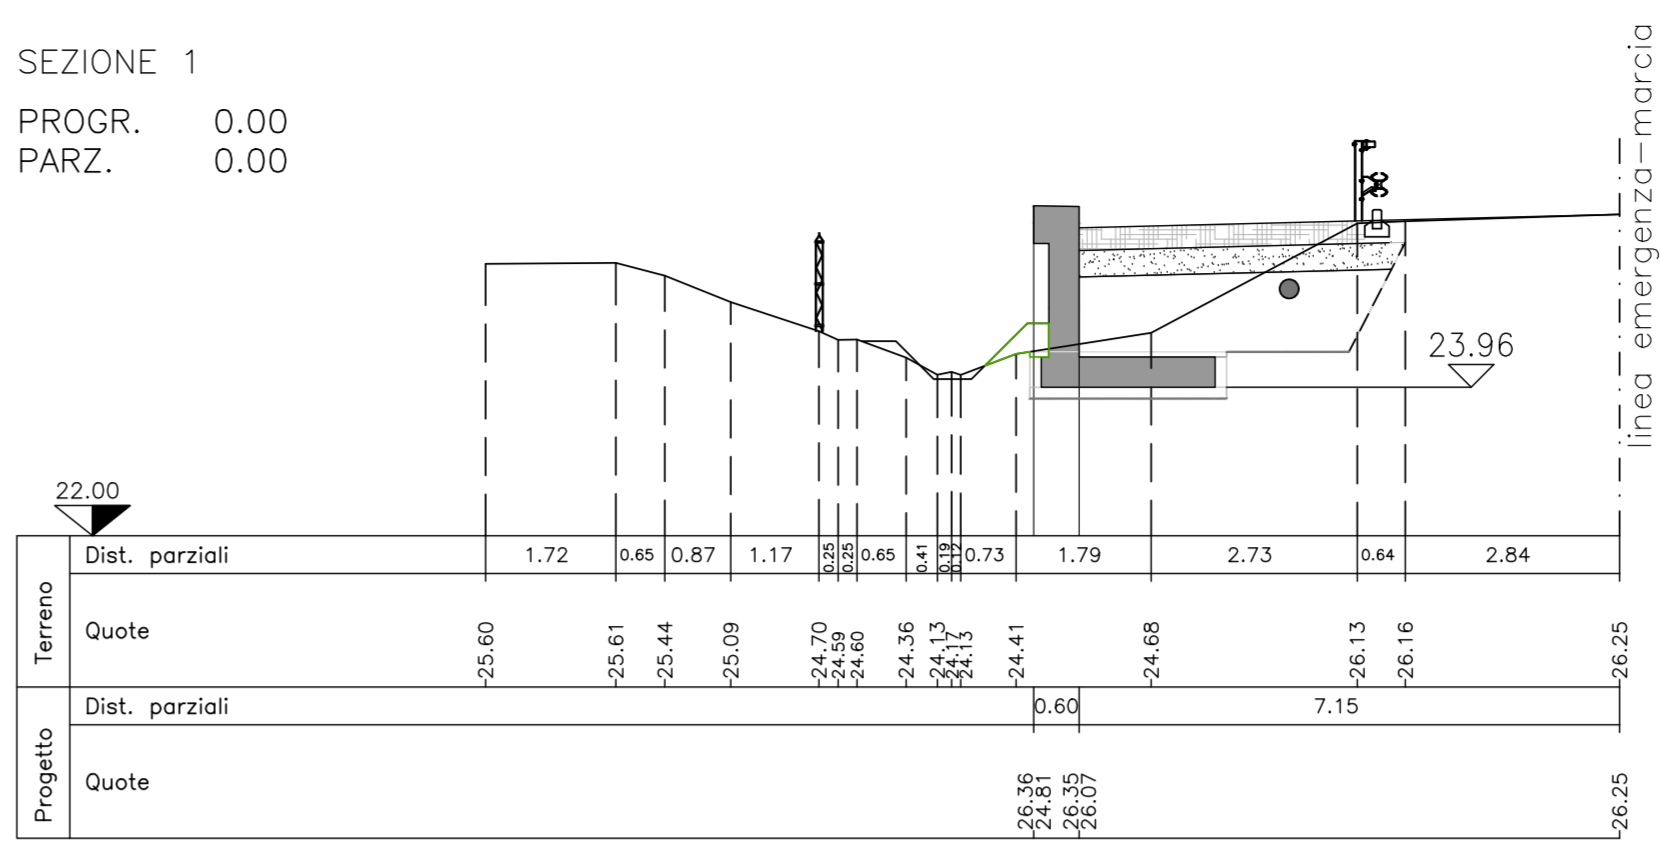 SEZIONE 1
PROGR. 0.00
PARZ. 0.00
linea emergenza-marcia
23.96
22.00
Terreno
Dist. parziali 1.72 0.65 0.87 1.17 0.25 0.25 0.65 0.41 0.19 0.12 0.73 1.79 2.73 0.64 2.84
Quote 25.60 25.61 25.44 25.09 24.70 24.59 24.60 24.36 24.13 24.17 24.13 24.41 24.68 26.13 26.16 26.25
Progetto
Dist. parziali 0.60 7.15
Quote 26.36 24.81 26.35 26.07 26.25